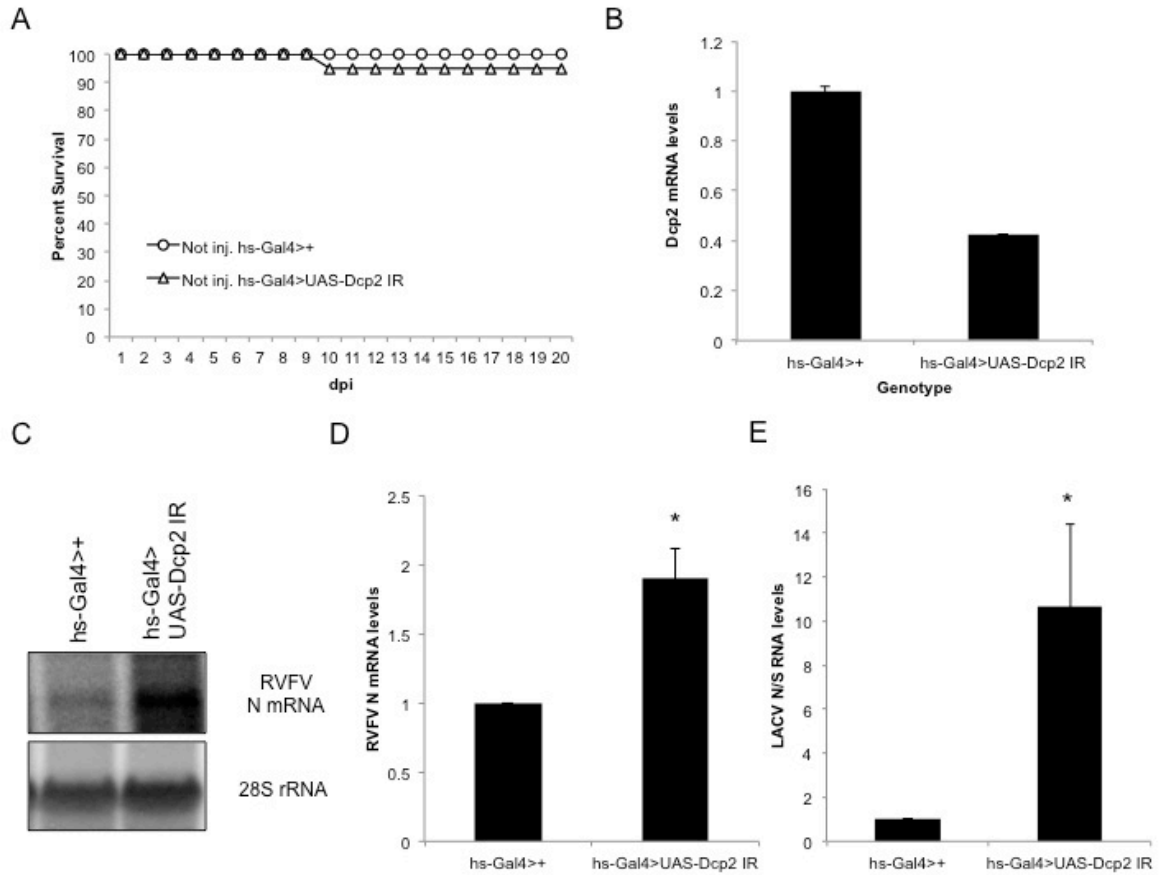 A
100
90
80
70
60
50
40
30
20
10
0
Percent Survival
Not inj. hs-Gal4>+
Not inj. hs-Gal4>UAS-Dcp2 IR
1 2 3 4 5 6 7 8 9 10 11 12 13 14 15 16 17 18 19 20
dpi
B
1.2
1
0.8
0.6
0.4
0.2
0
Dcp2 mRNA levels
hs-Gal4>+ hs-Gal4>UAS-Dcp2 IR
Genotype
C
hs-Gal4>+
hs-Gal4>
UAS-Dcp2 IR
RVFV
N mRNA
28S rRNA
D
2.5
2
1.5
1
0.5
0
RVFV N mRNA levels
*
hs-Gal4>+ hs-Gal4>UAS-Dcp2 IR
E
16
14
12
10
8
6
4
2
0
LACV N/S RNA levels
*
hs-Gal4>+ hs-Gal4>UAS-Dcp2 IR